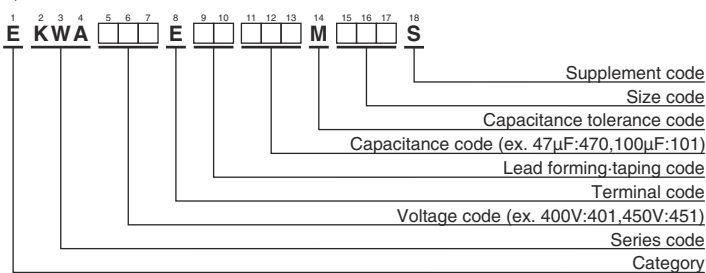 1 2 3 4 5 6 7 8 9 10 11 12 13 14 15 16 17 18
E KWA E M S
Supplement code
Size code
Capacitance tolerance code
Capacitance code (ex. 47µF:470,100µF:101)
Lead forming·taping code
Terminal code
Voltage code (ex. 400V:401,450V:451)
Series code
Category